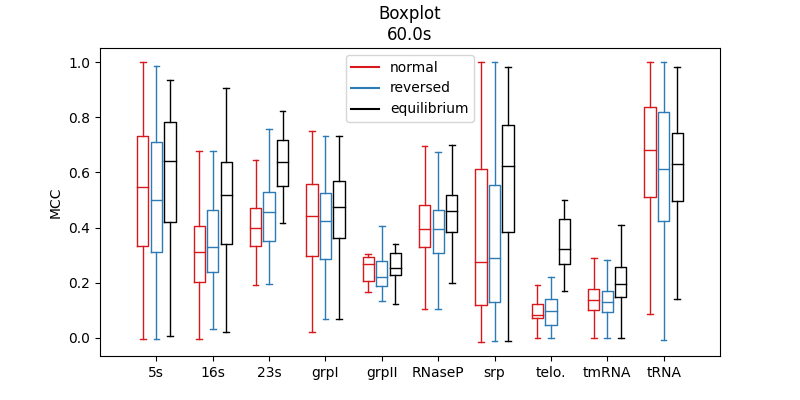 Boxplot
60.0s
normal
reversed
equilibrium
MCC
1.0
0.8
0.6
0.4
0.2
0.0
5s 16s 23s grpI grpII RNaseP srp telo. tmRNA tRNA